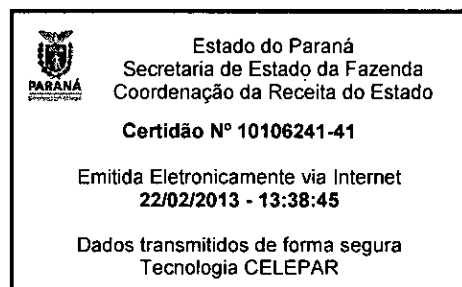 PARANÁ
Estado do Paraná
Secretaria de Estado da Fazenda
Coordenação da Receita do Estado
Certidão Nº 10106241-41
Emitida Eletronicamente via Internet
22/02/2013 - 13:38:45
Dados transmitidos de forma segura
Tecnologia CELEPAR